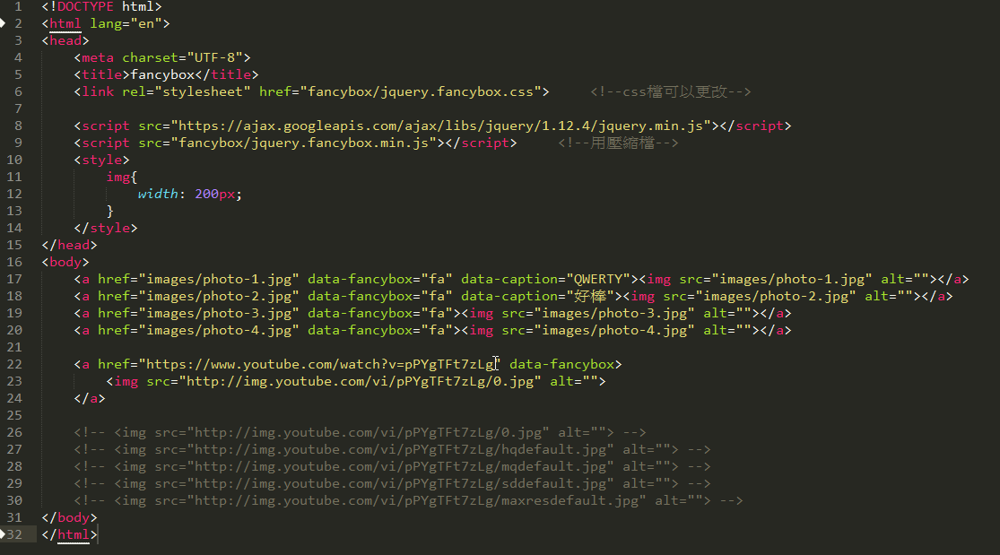 1 <!DOCTYPE html>
2 <html lang="en">
3 <head>
4 <meta charset="UTF-8">
5 <title>fancybox</title>
6 <link rel="stylesheet" href="fancybox/jquery.fancybox.css"> <!--css檔可以更改-->
7
8 <script src="https://ajax.googleapis.com/ajax/libs/jquery/1.12.4/jquery.min.js"></script>
9 <script src="fancybox/jquery.fancybox.min.js"></script> <!--用壓縮檔-->
10 <style>
11 img{
12 width: 200px;
13 }
14 </style>
15 </head>
16 <body>
17 <a href="images/photo-1.jpg" data-fancybox="fa" data-caption="QWERTY"><img src="images/photo-1.jpg" alt=""></a>
18 <a href="images/photo-2.jpg" data-fancybox="fa" data-caption="好棒"><img src="images/photo-2.jpg" alt=""></a>
19 <a href="images/photo-3.jpg" data-fancybox="fa"><img src="images/photo-3.jpg" alt=""></a>
20 <a href="images/photo-4.jpg" data-fancybox="fa"><img src="images/photo-4.jpg" alt=""></a>
21
22 <a href="https://www.youtube.com/watch?v=pPYgTFt7zLg" data-fancybox>
23 <img src="http://img.youtube.com/vi/pPYgTFt7zLg/0.jpg" alt="">
24 </a>
25
26 <!-- <img src="http://img.youtube.com/vi/pPYgTFt7zLg/0.jpg" alt=""> -->
27 <!-- <img src="http://img.youtube.com/vi/pPYgTFt7zLg/hqdefault.jpg" alt=""> -->
28 <!-- <img src="http://img.youtube.com/vi/pPYgTFt7zLg/mqdefault.jpg" alt=""> -->
29 <!-- <img src="http://img.youtube.com/vi/pPYgTFt7zLg/sddefault.jpg" alt=""> -->
30 <!-- <img src="http://img.youtube.com/vi/pPYgTFt7zLg/maxresdefault.jpg" alt=""> -->
31 </body>
32 </html>